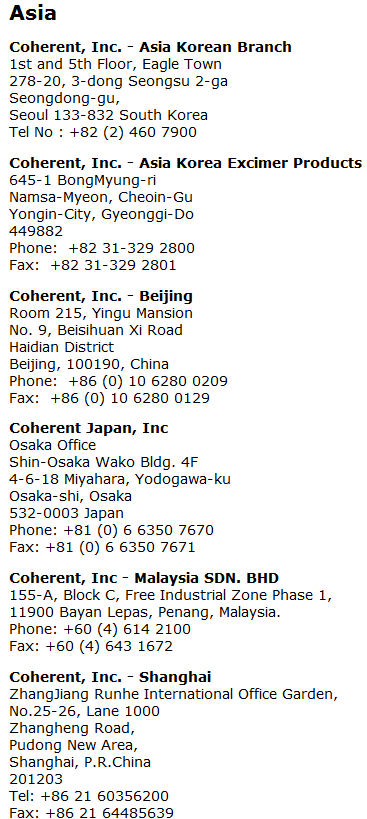 Asia
Coherent, Inc. - Asia Korean Branch
1st and 5th Floor, Eagle Town
278-20, 3-dong Seongsu 2-ga
Seongdong-gu,
Seoul 133-832 South Korea
Tel No : +82 (2) 460 7900
Coherent, Inc. - Asia Korea Excimer Products
645-1 BongMyung-ri
Namsa-Myeon, Cheoin-Gu
Yongin-City, Gyeonggi-Do
449882
Phone:  +82 31-329 2800
Fax:  +82 31-329 2801
Coherent, Inc. - Beijing
Room 215, Yingu Mansion
No. 9, Beisihuan Xi Road
Haidian District
Beijing, 100190, China
Phone:  +86 (0) 10 6280 0209
Fax:  +86 (0) 10 6280 0129
Coherent Japan, Inc
Osaka Office
Shin-Osaka Wako Bldg. 4F
4-6-18 Miyahara, Yodogawa-ku
Osaka-shi, Osaka
532-0003 Japan
Phone: +81 (0) 6 6350 7670
Fax: +81 (0) 6 6350 7671
Coherent, Inc - Malaysia SDN. BHD
155-A, Block C, Free Industrial Zone Phase 1,
11900 Bayan Lepas, Penang, Malaysia.
Phone: +60 (4) 614 2100
Fax: +60 (4) 643 1672
Coherent, Inc. - Shanghai
ZhangJiang Runhe International Office Garden,
No.25-26, Lane 1000
Zhangheng Road,
Pudong New Area,
Shanghai, P.R.China
201203
Tel: +86 21 60356200
Fax: +86 21 64485639